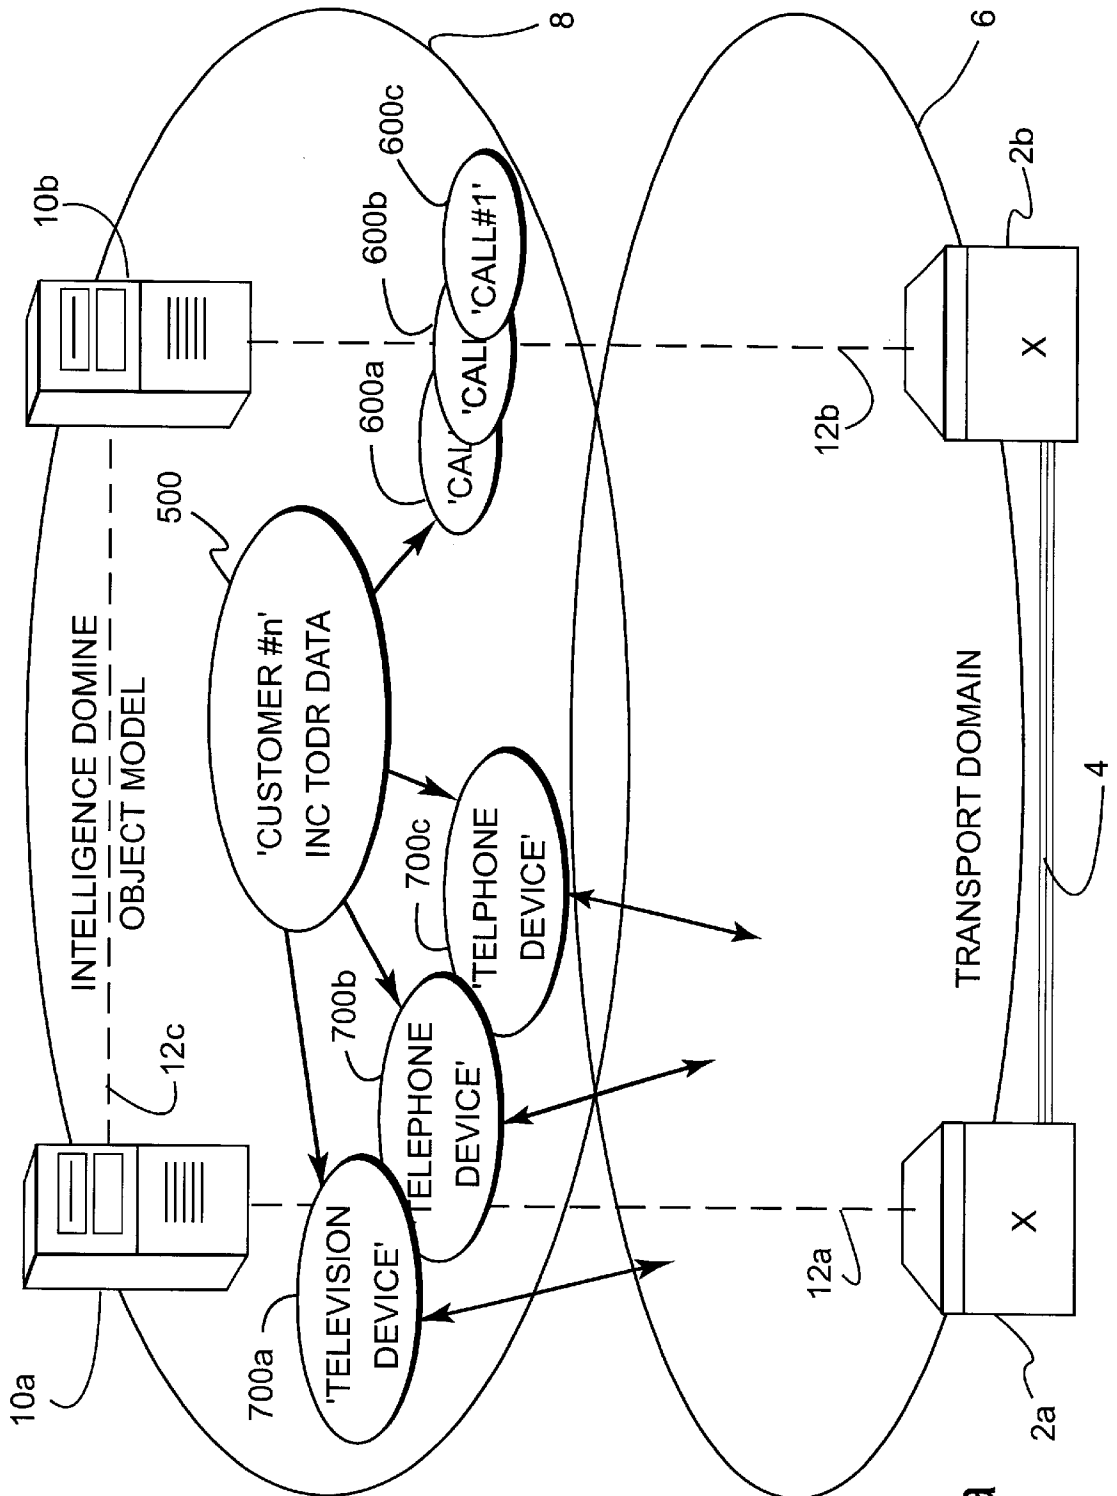 10a
10b
8
INTELLIGENCE DOMINE
OBJECT MODEL
12c
500
'CUSTOMER #n'
INC TODR DATA
600a
600b
600c
'CAL
'CALL
'CALL#1'
700a
'TELEVISION
DEVICE'
700b
TELEPHONE
DEVICE'
700c
'TELPHONE
DEVICE'
6
12a
12b
TRANSPORT DOMAIN
X
X
2a
2b
4
a